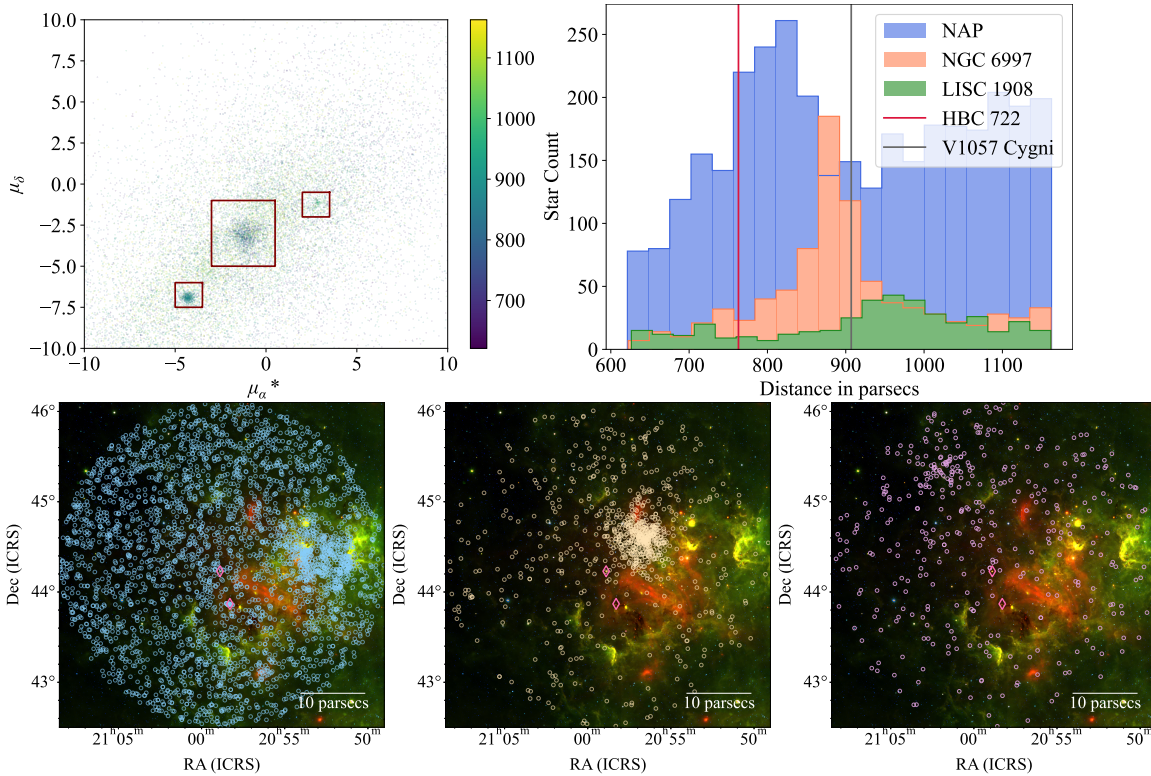 10.0
7.5
5.0
2.5
0.0
−2.5
−5.0
−7.5
−10.0
μδ
−10
−5
0
5
10
μα*
1100
1000
900
800
700
250
200
150
100
50
0
Star Count
600
700
800
900
1000
1100
Distance in parsecs
NAP
NGC 6997
LISC 1908
HBC 722
V1057 Cygni
46°
45°
44°
43°
Dec (ICRS)
10 parsecs
21h05m
00m
20h55m
50m
RA (ICRS)
46°
45°
44°
43°
Dec (ICRS)
10 parsecs
21h05m
00m
20h55m
50m
RA (ICRS)
46°
45°
44°
43°
Dec (ICRS)
10 parsecs
21h05m
00m
20h55m
50m
RA (ICRS)